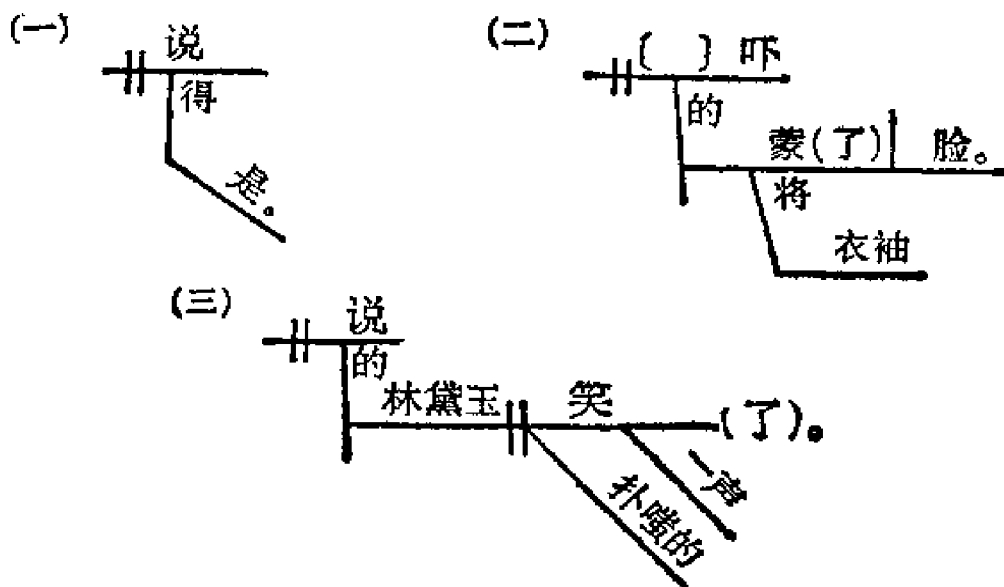 (一) 说
得
是。
(二) 〔 〕吓
的
蒙(了) 脸。
将
衣袖
(三) 说
的
林黛玉 笑 (了)。
一声
扑嗤的